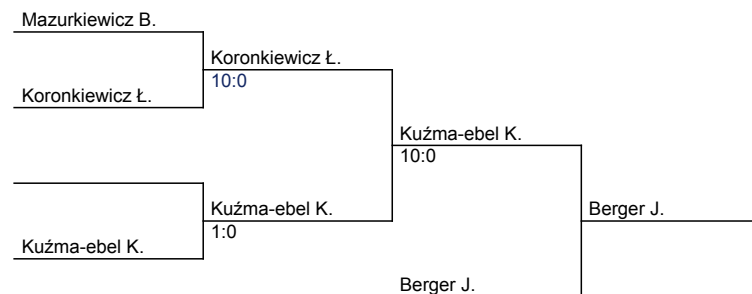 Mazurkiewicz B.
Koronkiewicz Ł.
10:0
Koronkiewicz Ł.
Kuźma-ebel K.
10:0
Kuźma-ebel K.
1:0
Berger J.
Kuźma-ebel K.
Berger J.